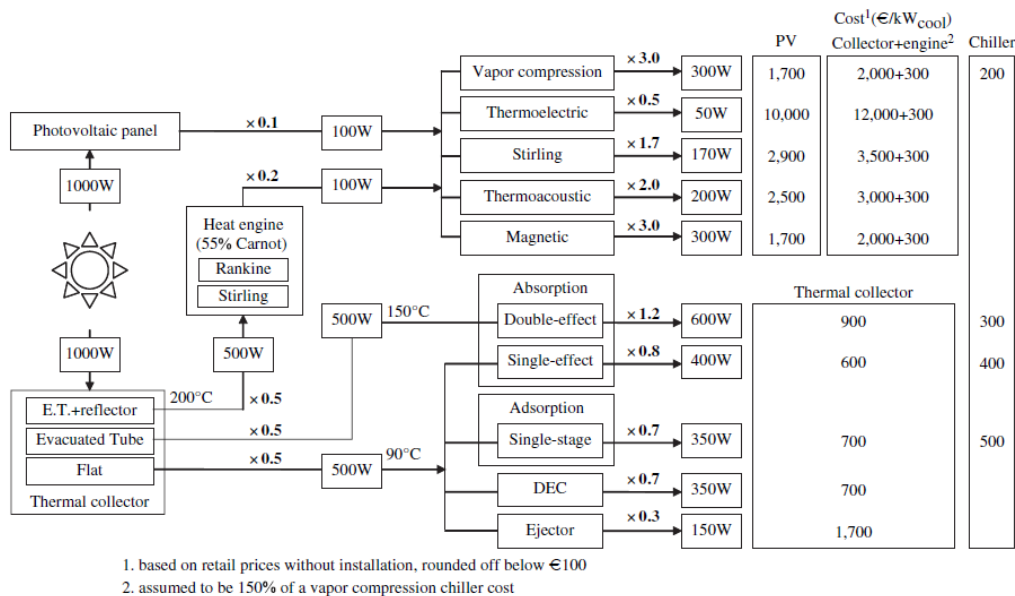 Cost¹(€/kWcool)
PV Collector+engine² Chiller
Vapor compression ×3.0 300W 1,700 2,000+300 200
Thermoelectric ×0.5 50W 10,000 12,000+300
Photovoltaic panel ×0.1 100W
Stirling ×1.7 170W 2,900 3,500+300
1000W ×0.2 100W
Thermoacoustic ×2.0 200W 2,500 3,000+300
Heat engine
(55% Carnot)
Magnetic ×3.0 300W 1,700 2,000+300
Rankine
Stirling
Absorption Thermal collector
500W 150°C Double-effect ×1.2 600W 900 300
1000W 500W Single-effect ×0.8 400W 600 400
200°C ×0.5
E.T.+reflector
Adsorption
Evacuated Tube ×0.5 Single-stage ×0.7 350W 700 500
Flat ×0.5 500W 90°C
Thermal collector
DEC ×0.7 350W 700
Ejector ×0.3 150W 1,700
1. based on retail prices without installation, rounded off below €100
2. assumed to be 150% of a vapor compression chiller cost